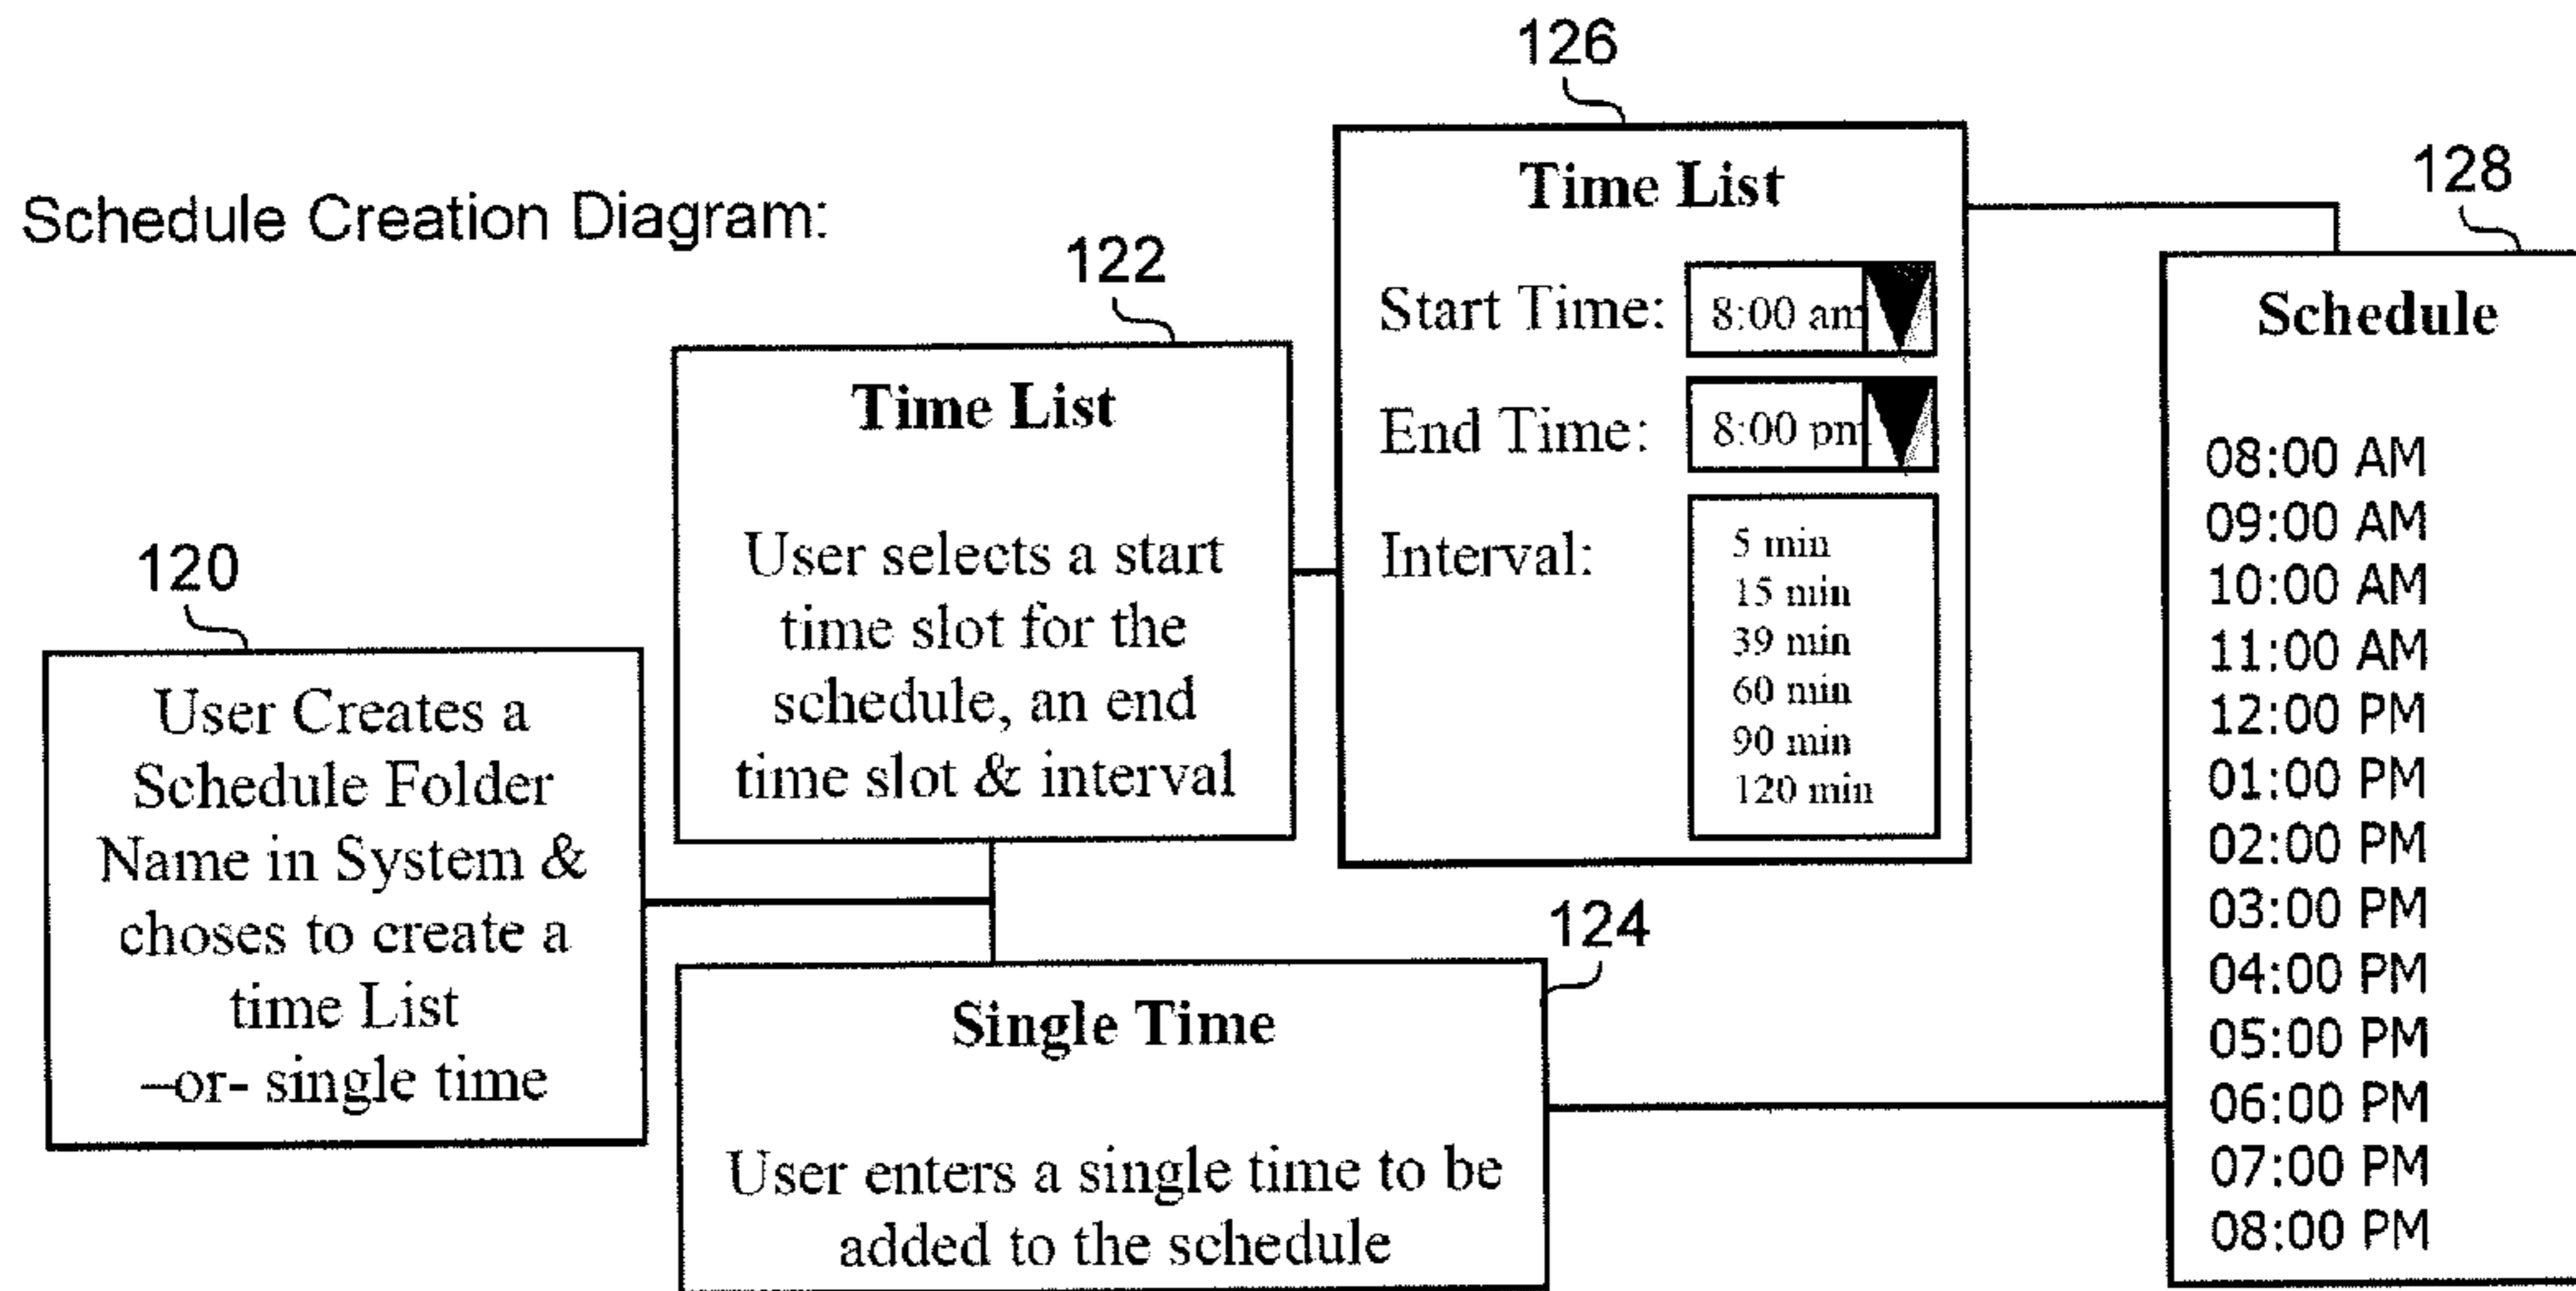 Schedule Creation Diagram:
120
User Creates a
Schedule Folder
Name in System &
choses to create a
time List
–or- single time
122
Time List
User selects a start
time slot for the
schedule, an end
time slot & interval
124
Single Time
User enters a single time to be
added to the schedule
126
Time List
Start Time: 8:00 am
End Time: 8:00 pm
Interval:
5 min
15 min
39 min
60 min
90 min
120 min
128
Schedule
08:00 AM
09:00 AM
10:00 AM
11:00 AM
12:00 PM
01:00 PM
02:00 PM
03:00 PM
04:00 PM
05:00 PM
06:00 PM
07:00 PM
08:00 PM